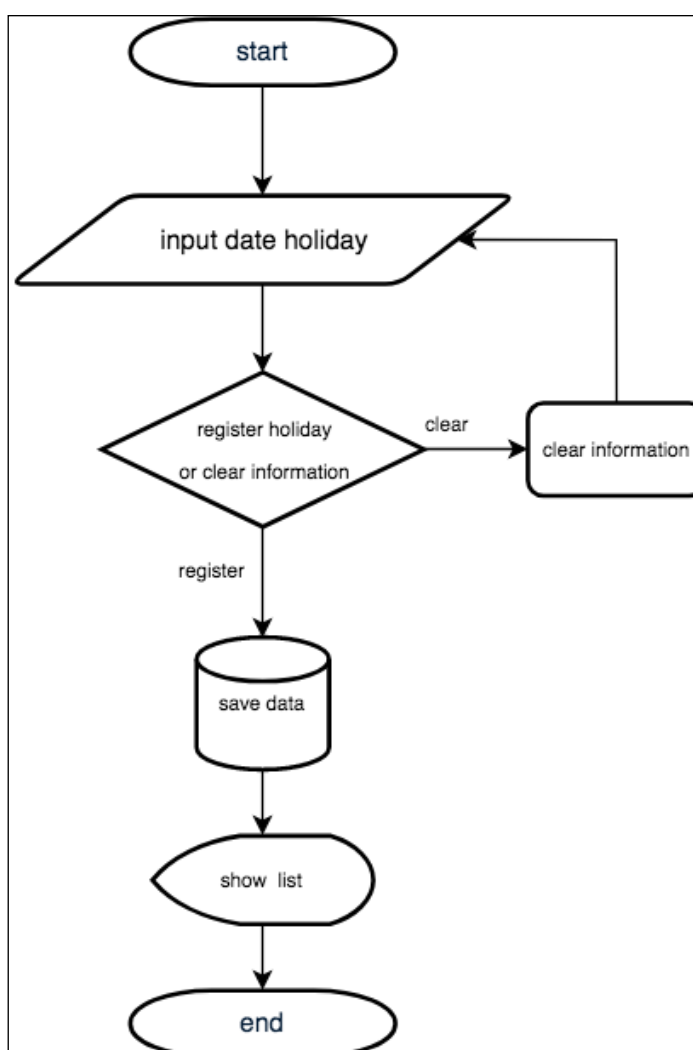 start
input date holiday
register holiday
or clear information
clear
clear information
register
save data
show list
end